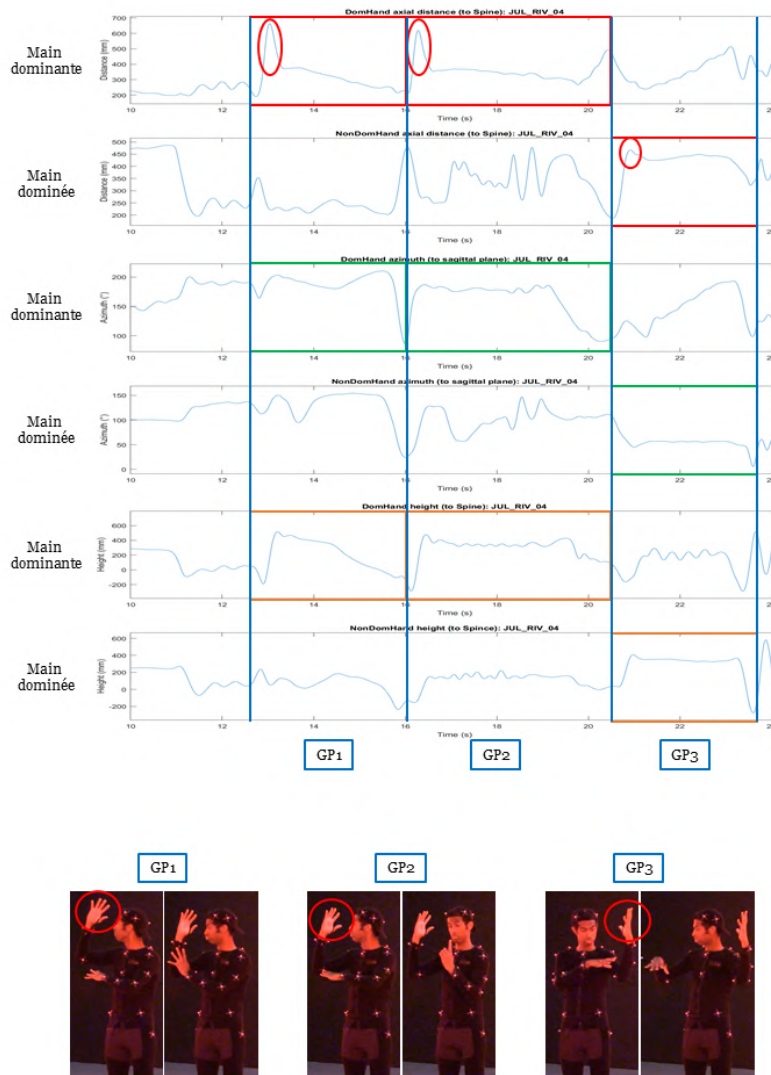 DomHand axial distance (to Spine): JUL_RIV_04
Main
dominante
Distance (mm)
700
600
500
400
300
200
10
12
14
16
18
20
22
Time (s)
NonDomHand axial distance (to Spine): JUL_RIV_04
Main
dominée
Distance (mm)
500
450
400
350
300
250
200
10
12
14
16
18
20
22
Time (s)
DomHand azimuth (to sagittal plane): JUL_RIV_04
Main
dominante
Azimuth (°)
200
150
100
10
12
14
16
18
20
22
Time (s)
NonDomHand azimuth (to sagittal plane): JUL_RIV_04
Main
dominée
Azimuth (°)
150
100
50
0
10
12
14
16
18
20
22
Time (s)
DomHand height (to Spine): JUL_RIV_04
Main
dominante
Height (mm)
600
400
200
0
-200
10
12
14
16
18
20
22
Time (s)
NonDomHand height (to Spince): JUL_RIV_04
Main
dominée
Height (mm)
600
400
200
0
10
12
14
16
18
20
22
Time (s)
GP1
GP2
GP3
GP1
GP2
GP3